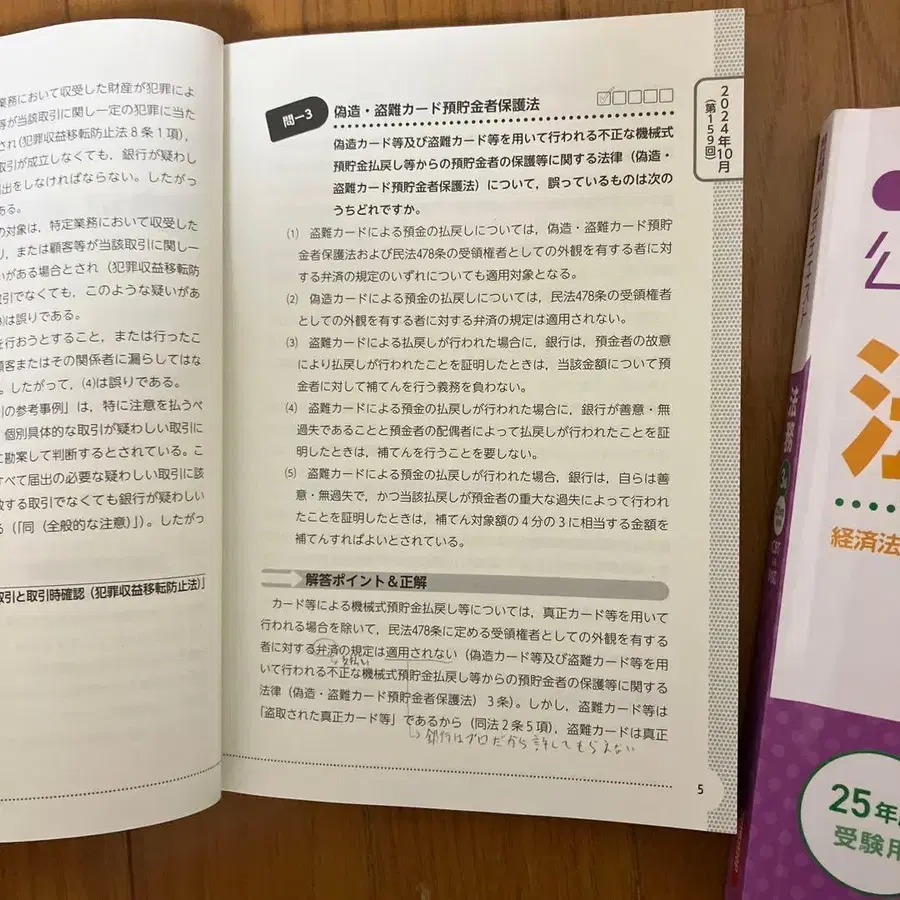 業務において収受した財産が犯罪によ
等が当該取引に関し一定の犯罪に当た
され(犯罪収益移転防止法8条1項),
取引が成立しなくても,銀行が疑わし
出をしなければならない。したがっ
ある。
の対象は,特定業務において収受した
り,または顧客等が当該取引に関し一
いがある場合とされ(犯罪収益移転防
取引でなくても,このような疑いがあ
は誤りである。
を行おうとすること,または行ったこ
顧客またはその関係者に漏らしてはな
。したがって,(4)は誤りである。
引の参考事例」は,特に注意を払うべ
個別具体的な取引が疑わしい取引に
に勘案して判断するとされている。こ
すべて届出の必要な疑わしい取引に該
致する取引でなくても銀行が疑わしい
る(「同(全般的な注意)」)。したがっ
取引と取引時確認(犯罪収益移転防止法)」
2024年10月
(第159回)
問-3 偽造・盗難カード預貯金者保護法
偽造カード等及び盗難カード等を用いて行われる不正な機械式
預貯金払戻し等からの預貯金者の保護等に関する法律(偽造・
盗難カード預貯金者保護法)について,誤っているものは次の
うちどれですか。
(1) 盗難カードによる預金の払戻しについては,偽造・盗難カード預貯
金者保護法および民法478条の受領権者としての外観を有する者に対
する弁済の規定のいずれについても適用対象となる。
(2) 偽造カードによる預金の払戻しについては,民法478条の受領権者
としての外観を有する者に対する弁済の規定は適用されない。
(3) 盗難カードによる払戻しが行われた場合に,銀行は,預金者の故意
により払戻しが行われたことを証明したときは,当該金額について預
金者に対して補てんを行う義務を負わない。
(4) 盗難カードによる預金の払戻しが行われた場合に,銀行が善意・無
過失であることと預金者の配偶者によって払戻しが行われたことを証
明したときは,補てんを行うことを要しない。
(5) 盗難カードによる預金の払戻しが行われた場合,銀行は,自らは善
意・無過失で,かつ当該払戻しが預金者の重大な過失によって行われ
たことを証明したときは,補てん対象額の4分の3に相当する金額を
補てんすればよいとされている。
解答ポイント&正解
カード等による機械式預貯金払戻し等については,真正カード等を用いて
行われる場合を除いて,民法478条に定める受領権者としての外観を有する
者に対する弁済の規定は適用されない(偽造カード等及び盗難カード等を用
支払い
いて行われる不正な機械式預貯金払戻し等からの預貯金者の保護等に関する
法律(偽造・盗難カード預貯金者保護法)3条)。しかし,盗難カード等は
「盗取された真正カード等」であるから(同法2条5項),盗難カードは真正
銀行はプロだから許してもらえない
5
法務
経済法
25年
受験用